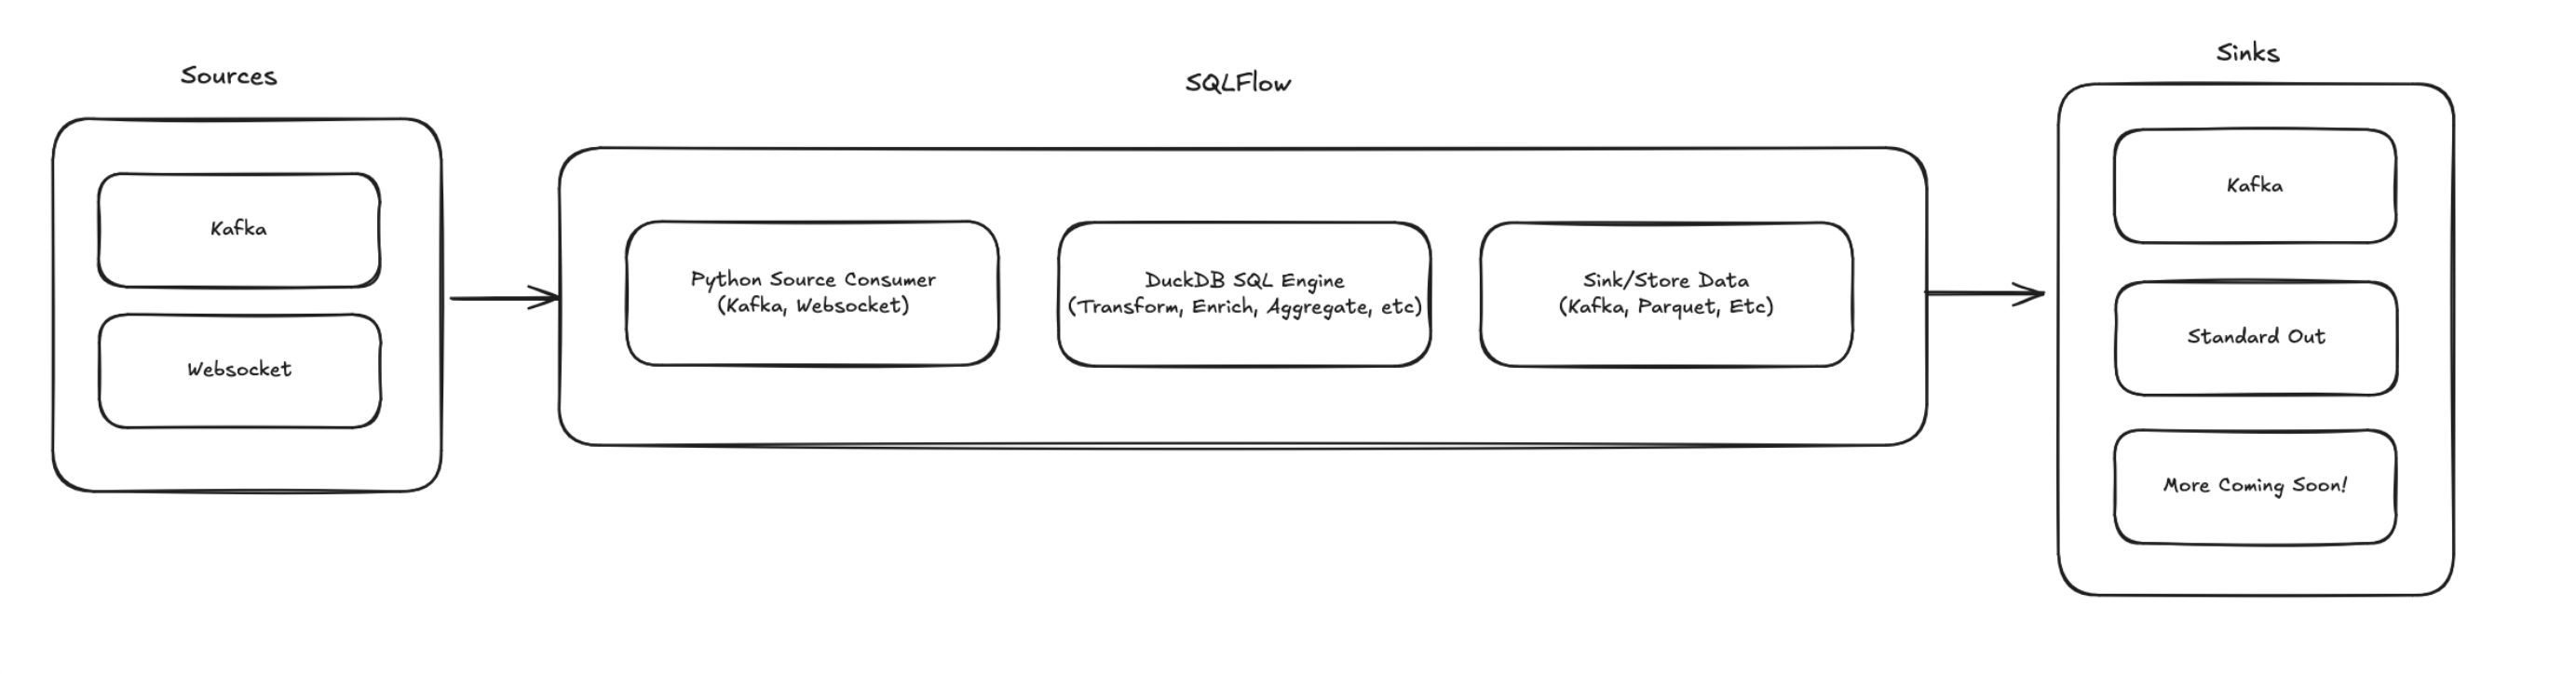 Sources
Kafka
Websocket
SQLFlow
Python Source Consumer
(Kafka, Websocket)
DuckDB SQL Engine
(Transform, Enrich, Aggregate, etc)
Sink/Store Data
(Kafka, Parquet, Etc)
Sinks
Kafka
Standard Out
More Coming Soon!